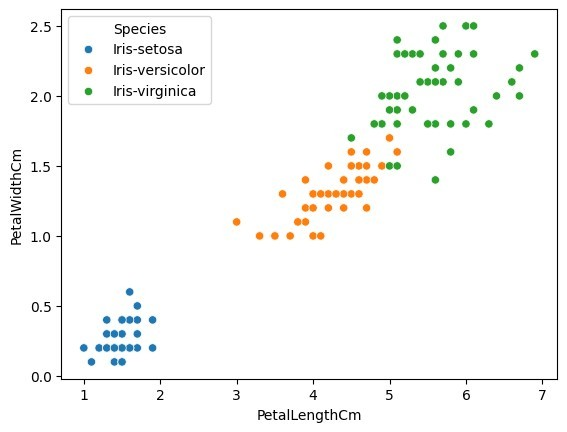 Species
Iris-setosa
Iris-versicolor
Iris-virginica
PetalWidthCm
2.5
2.0
1.5
1.0
0.5
0.0
1 2 3 4 5 6 7
PetalLengthCm